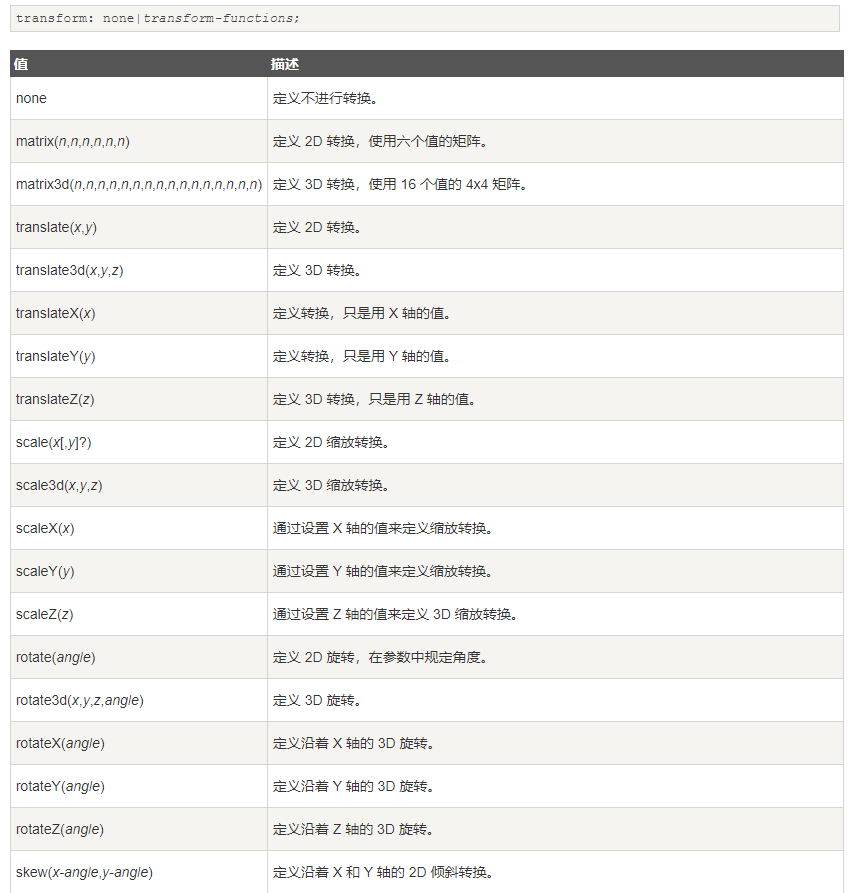 transform: none|transform-functions;
值 描述
none 定义不进行转换。
matrix(n,n,n,n,n,n) 定义 2D 转换，使用六个值的矩阵。
matrix3d(n,n,n,n,n,n,n,n,n,n,n,n,n,n,n,n) 定义 3D 转换，使用 16 个值的 4x4 矩阵。
translate(x,y) 定义 2D 转换。
translate3d(x,y,z) 定义 3D 转换。
translateX(x) 定义转换，只是用 X 轴的值。
translateY(y) 定义转换，只是用 Y 轴的值。
translateZ(z) 定义 3D 转换，只是用 Z 轴的值。
scale(x[,y]?) 定义 2D 缩放转换。
scale3d(x,y,z) 定义 3D 缩放转换。
scaleX(x) 通过设置 X 轴的值来定义缩放转换。
scaleY(y) 通过设置 Y 轴的值来定义缩放转换。
scaleZ(z) 通过设置 Z 轴的值来定义 3D 缩放转换。
rotate(angle) 定义 2D 旋转，在参数中规定角度。
rotate3d(x,y,z,angle) 定义 3D 旋转。
rotateX(angle) 定义沿着 X 轴的 3D 旋转。
rotateY(angle) 定义沿着 Y 轴的 3D 旋转。
rotateZ(angle) 定义沿着 Z 轴的 3D 旋转。
skew(x-angle,y-angle) 定义沿着 X 和 Y 轴的 2D 倾斜转换。